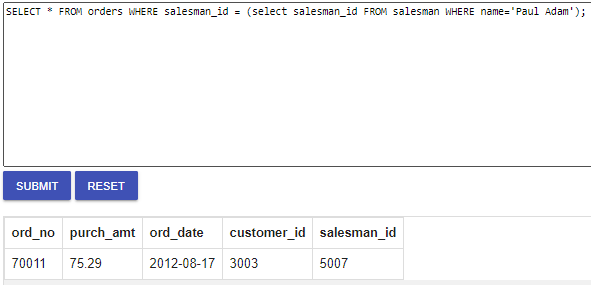 SELECT * FROM orders WHERE salesman_id = (select salesman_id FROM salesman WHERE name='Paul Adam');
SUBMIT RESET
ord_no purch_amt ord_date customer_id salesman_id
70011 75.29 2012-08-17 3003 5007